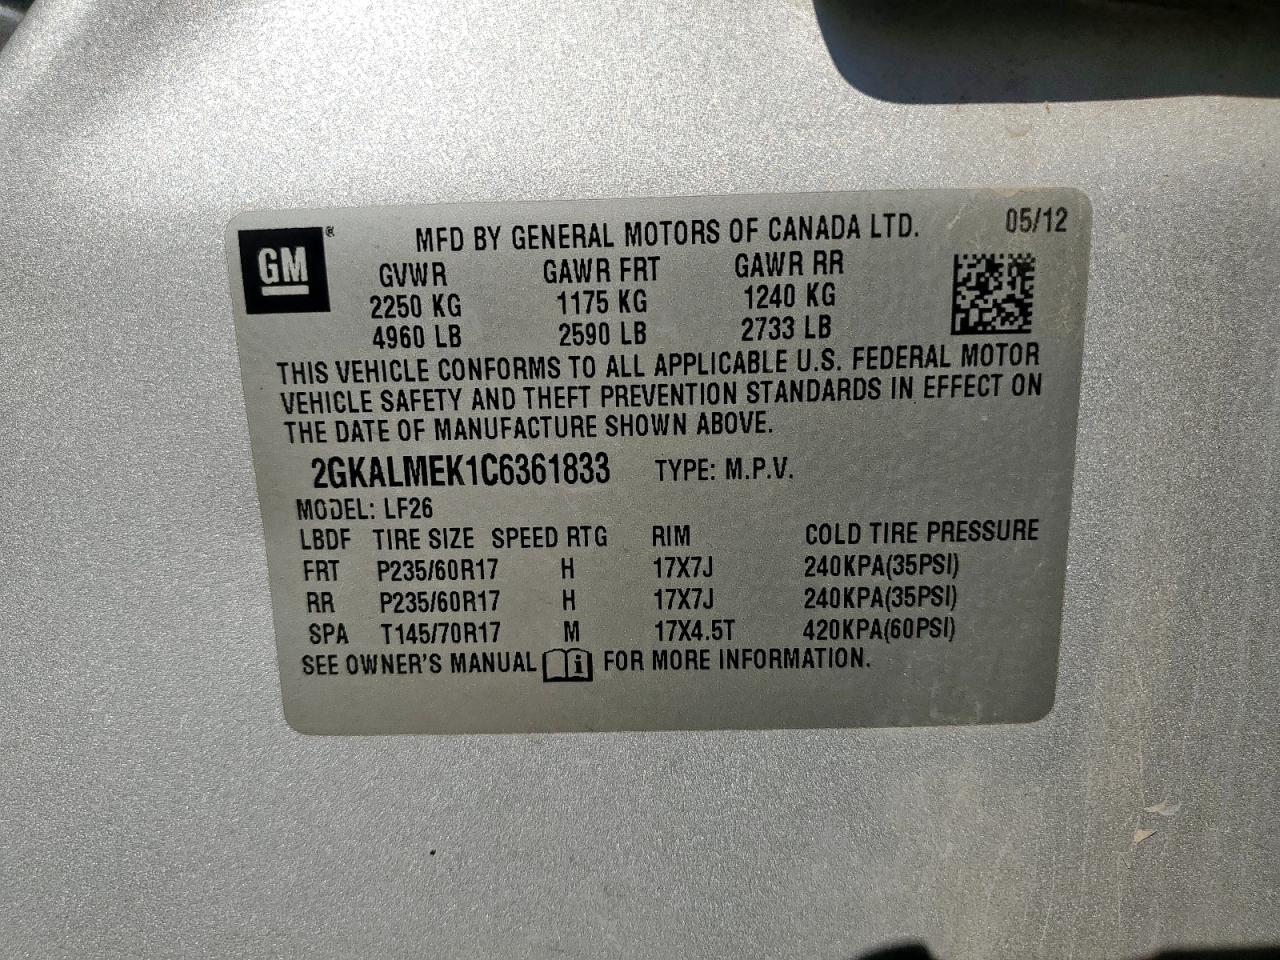 GM ®
MFD BY GENERAL MOTORS OF CANADA LTD. 05/12
GVWR GAWR FRT GAWR RR
2250 KG 1175 KG 1240 KG
4960 LB 2590 LB 2733 LB
THIS VEHICLE CONFORMS TO ALL APPLICABLE U.S. FEDERAL MOTOR
VEHICLE SAFETY AND THEFT PREVENTION STANDARDS IN EFFECT ON
THE DATE OF MANUFACTURE SHOWN ABOVE.
2GKALMEK1C6361833 TYPE: M.P.V.
MODEL: LF26
LBDF TIRE SIZE SPEED RTG RIM COLD TIRE PRESSURE
FRT P235/60R17 H 17X7J 240KPA(35PSI)
RR P235/60R17 H 17X7J 240KPA(35PSI)
SPA T145/70R17 M 17X4.5T 420KPA(60PSI)
SEE OWNER'S MANUAL i FOR MORE INFORMATION.